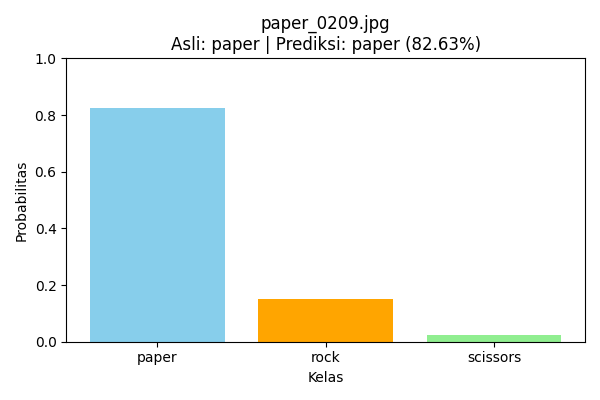 paper_0209.jpg
Asli: paper | Prediksi: paper (82.63%)
1.0
0.8
0.6
0.4
0.2
0.0
Probabilitas
paper rock scissors
Kelas